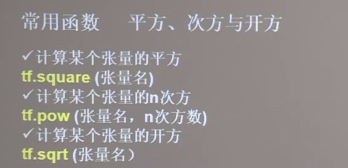 常用函数 平方、次方与开方
✓计算某个张量的平方
tf.square (张量名)
✓计算某个张量的n次方
tf.pow (张量名，n次方数)
✓计算某个张量的开方
tf.sqrt (张量名）